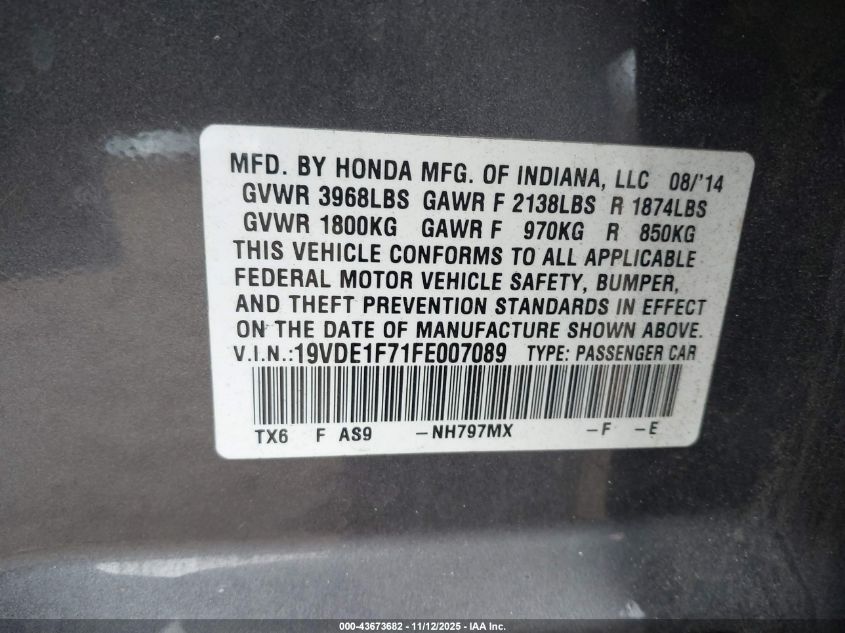 MFD. BY HONDA MFG. OF INDIANA, LLC 08/'14
GVWR 3968LBS GAWR F 2138LBS R 1874LBS
GVWR 1800KG GAWR F 970KG R 850KG
THIS VEHICLE CONFORMS TO ALL APPLICABLE
FEDERAL MOTOR VEHICLE SAFETY, BUMPER,
AND THEFT PREVENTION STANDARDS IN EFFECT
ON THE DATE OF MANUFACTURE SHOWN ABOVE.
V.I.N.:19VDE1F71FE007089 TYPE: PASSENGER CAR
TX6 F AS9 -NH797MX -F -E
000-43673682 - 11/12/2025 - IAA Inc.